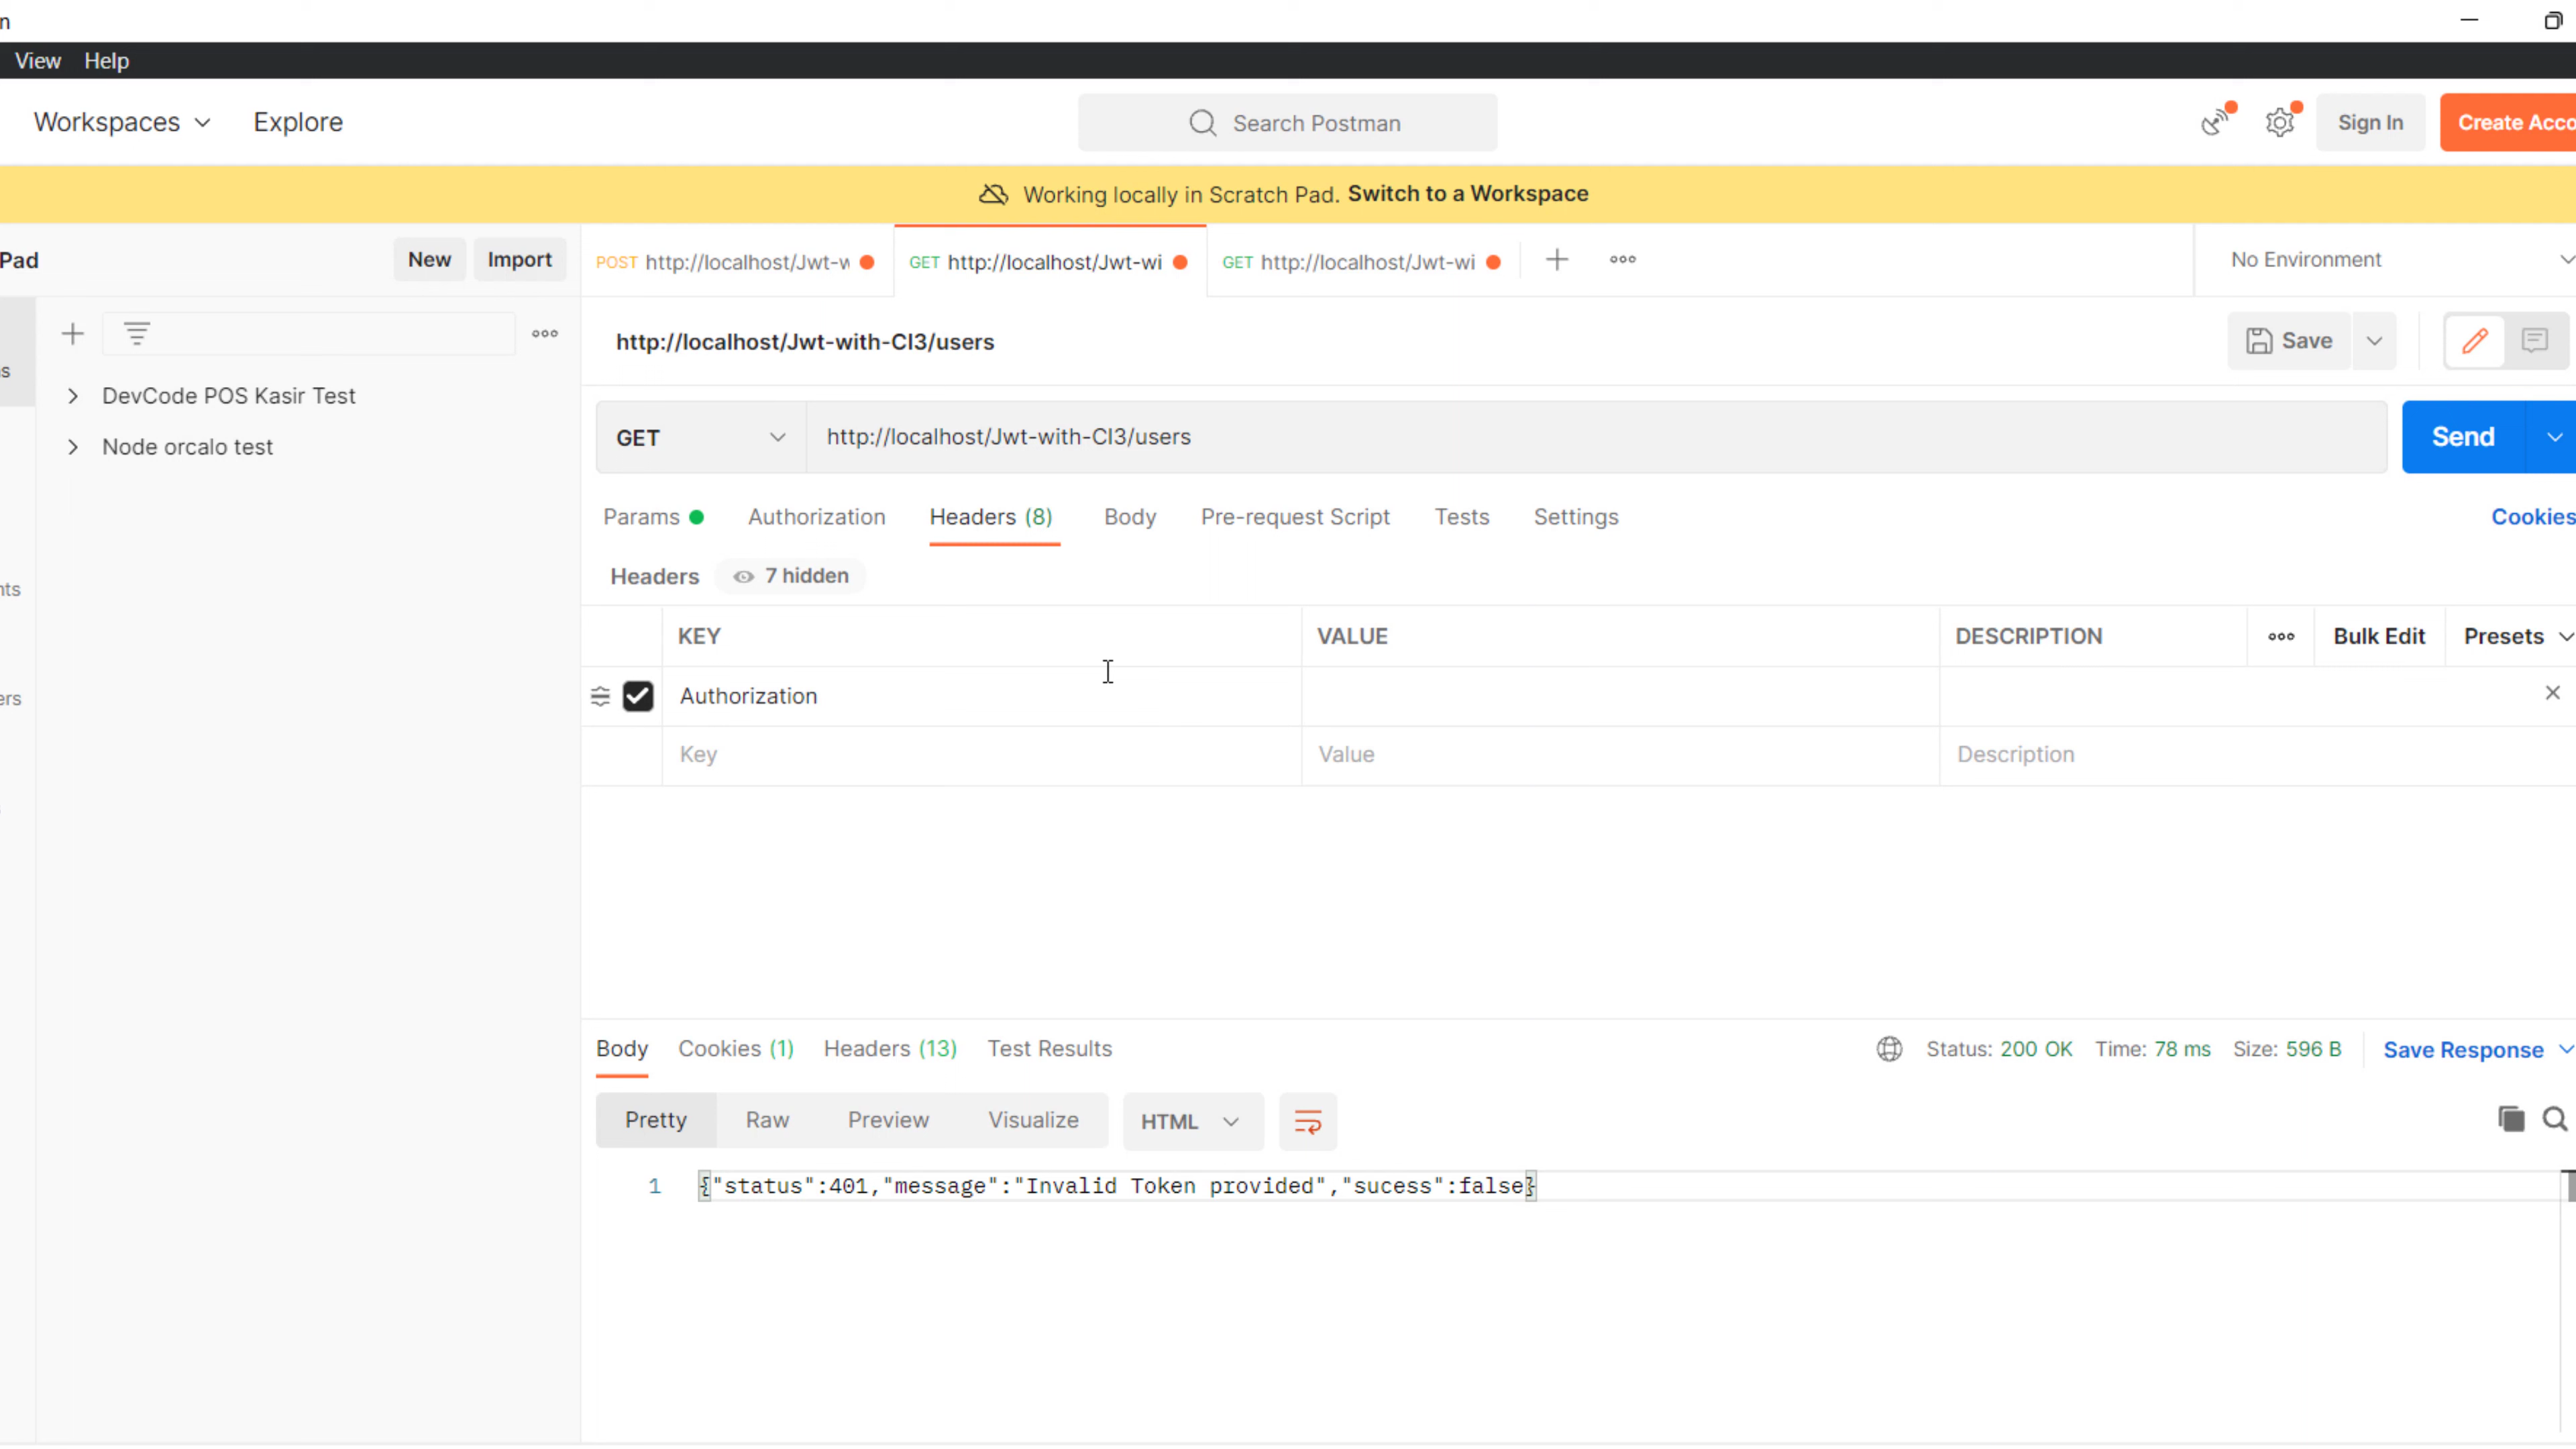 n
View Help
Workspaces Explore Search Postman Sign In Create Acco
Working locally in Scratch Pad. Switch to a Workspace
Pad New Import POST http://localhost/Jwt-w GET http://localhost/Jwt-wi GET http://localhost/Jwt-wi No Environment
http://localhost/Jwt-with-CI3/users Save
s
DevCode POS Kasir Test
Node orcalo test
GET http://localhost/Jwt-with-CI3/users Send
Params Authorization Headers (8) Body Pre-request Script Tests Settings Cookies
Headers 7 hidden
nts
KEY VALUE DESCRIPTION Bulk Edit Presets
ers
Authorization
Key Value Description
Body Cookies (1) Headers (13) Test Results Status: 200 OK Time: 78 ms Size: 596 B Save Response
Pretty Raw Preview Visualize HTML
1 {"status":401,"message":"Invalid Token provided","sucess":false}